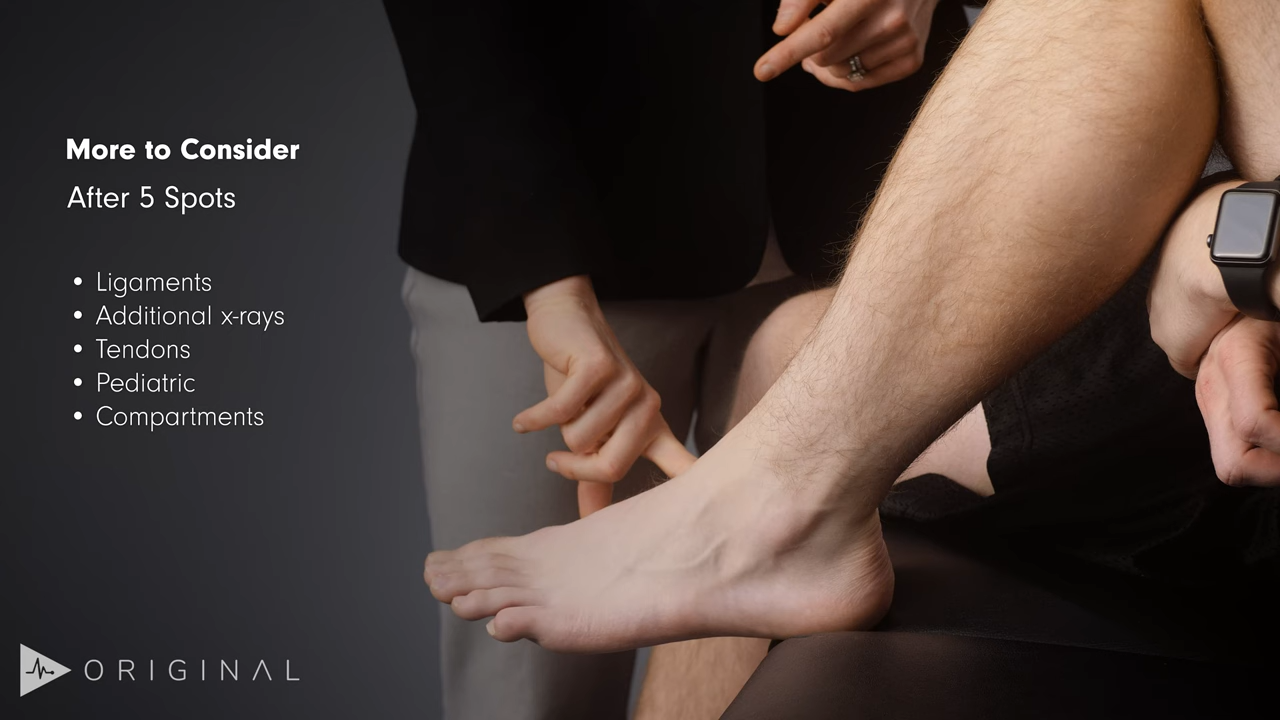 More to Consider
After 5 Spots
• Ligaments
• Additional x-rays
• Tendons
• Pediatric
• Compartments
ORIGINAL